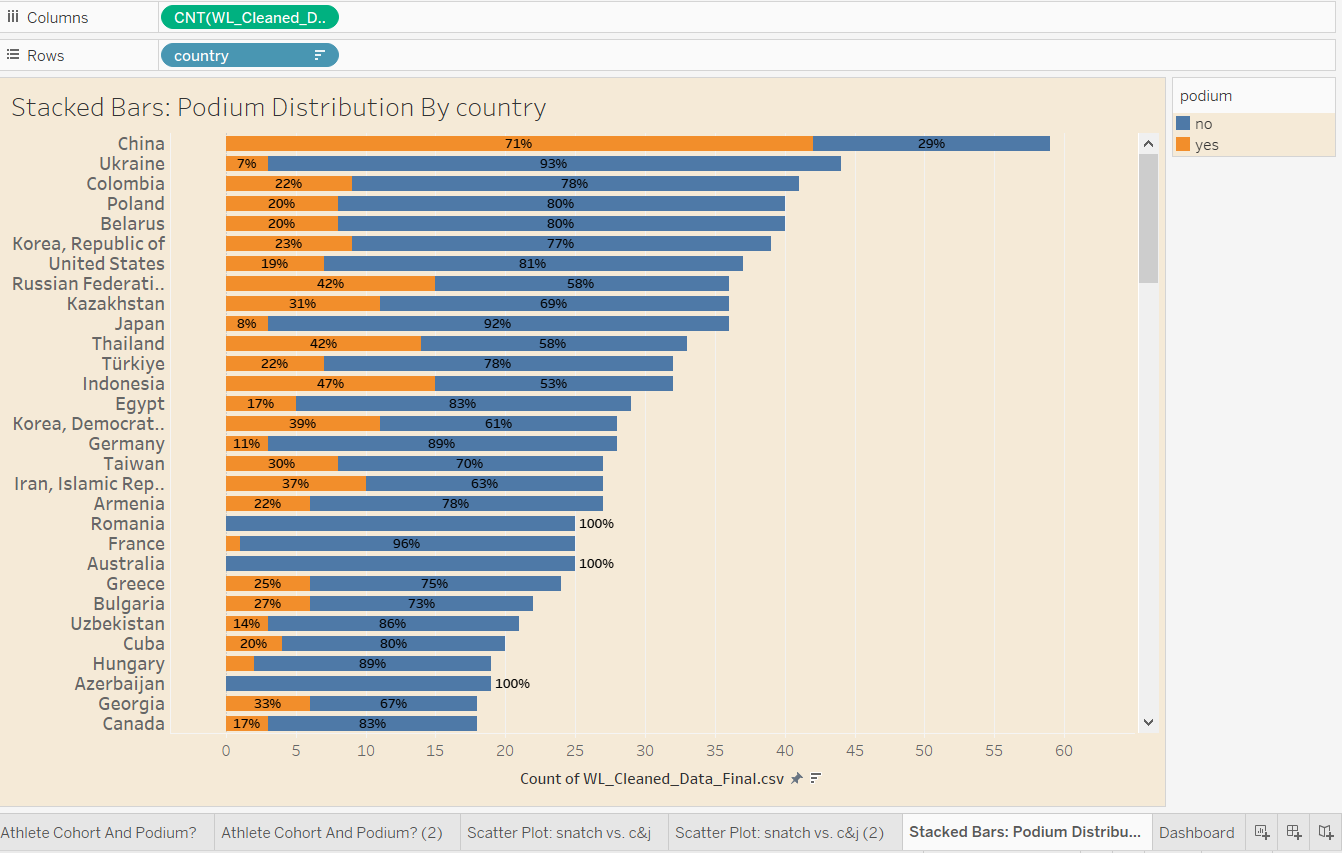 Columns CNT(WL_Cleaned_D..
Rows country
Stacked Bars: Podium Distribution By country
podium
no
yes
China 71% 29%
Ukraine 7% 93%
Colombia 22% 78%
Poland 20% 80%
Belarus 20% 80%
Korea, Republic of 23% 77%
United States 19% 81%
Russian Federati.. 42% 58%
Kazakhstan 31% 69%
Japan 8% 92%
Thailand 42% 58%
Türkiye 22% 78%
Indonesia 47% 53%
Egypt 17% 83%
Korea, Democrat.. 39% 61%
Germany 11% 89%
Taiwan 30% 70%
Iran, Islamic Rep.. 37% 63%
Armenia 22% 78%
Romania 100%
France 96%
Australia 100%
Greece 25% 75%
Bulgaria 27% 73%
Uzbekistan 14% 86%
Cuba 20% 80%
Hungary 89%
Azerbaijan 100%
Georgia 33% 67%
Canada 17% 83%
0 5 10 15 20 25 30 35 40 45 50 55 60
Count of WL_Cleaned_Data_Final.csv
Athlete Cohort And Podium? Athlete Cohort And Podium? (2) Scatter Plot: snatch vs. c&j Scatter Plot: snatch vs. c&j (2) Stacked Bars: Podium Distribu... Dashboard